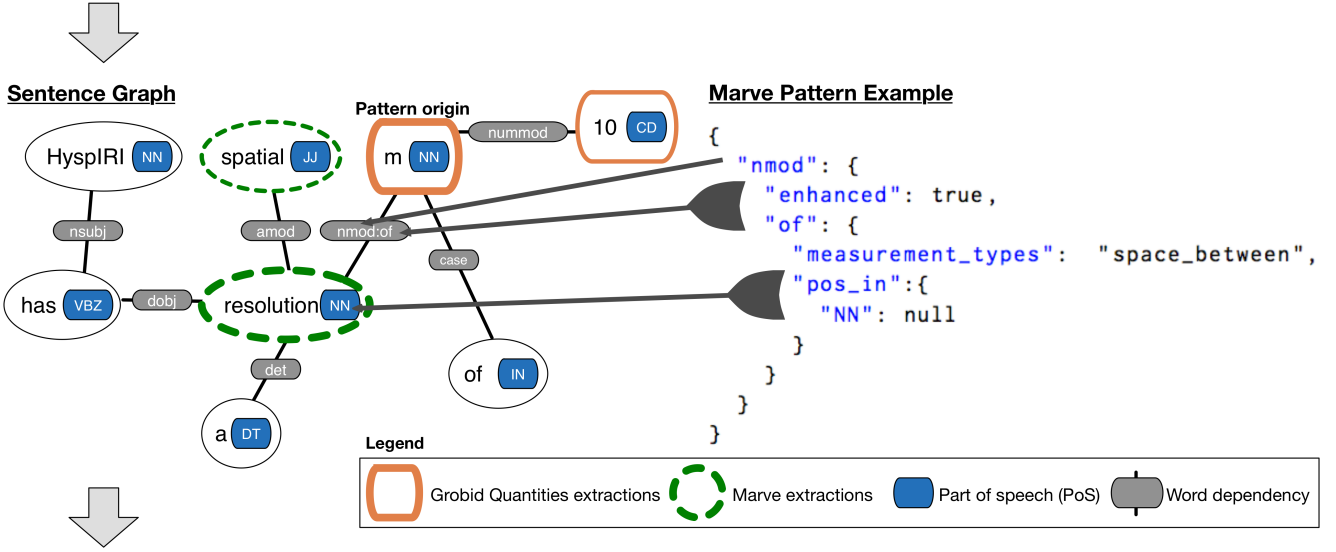 Sentence Graph
Pattern origin
Marve Pattern Example
HyspIRI NN
spatial JJ
m NN
nummod
10 CD
nsubj
amod
nmod:of
case
has VBZ
dobj
resolution NN
of IN
det
a DT
{
"nmod": {
"enhanced": true,
"of": {
"measurement_types": "space_between",
"pos_in":{
"NN": null
}
}
}
}
Legend
Grobid Quantities extractions
Marve extractions
Part of speech (PoS)
Word dependency